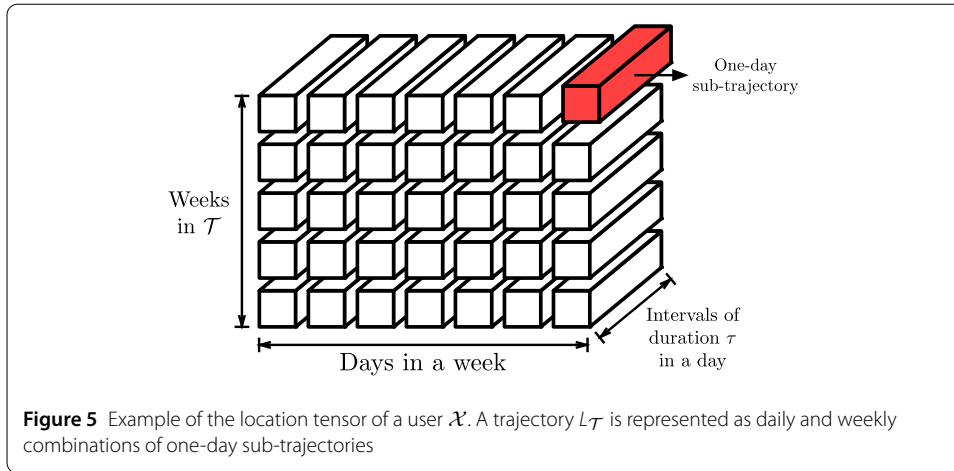 One-day
sub-trajectory
Weeks
in 𝒯
Intervals of
duration τ
in a day
Days in a week
Figure 5 Example of the location tensor of a user 𝒳. A trajectory L𝒯 is represented as daily and weekly
combinations of one-day sub-trajectories